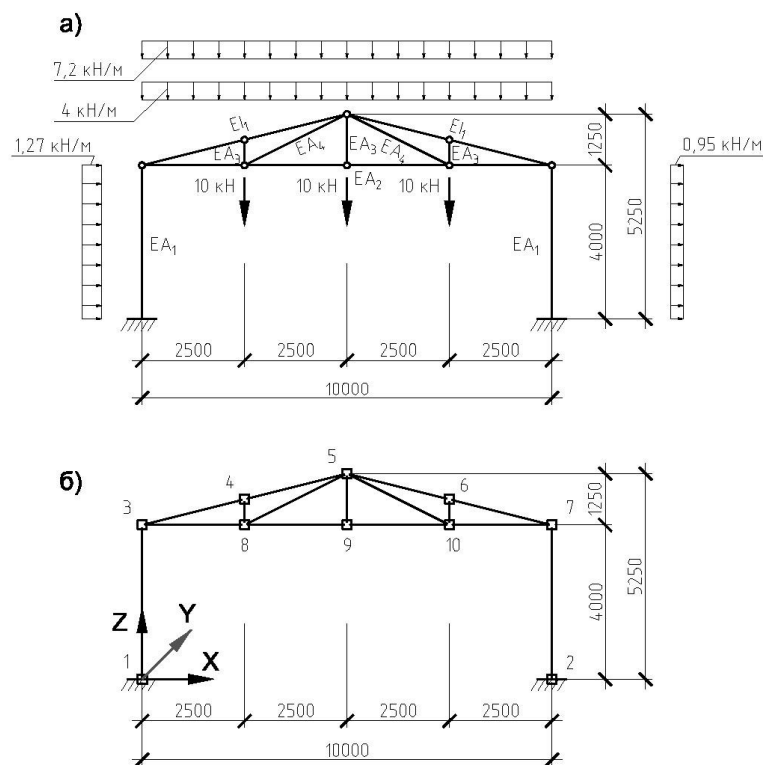 а)
7,2 кН/м
4 кН/м
1,27 кН/м
0,95 кН/м
EI₁
EI₁
EA₃
EA₄
EA₃
EA₄
EA₃
10 кН
10 кН
10 кН
EA₂
EA₁
EA₁
1250
4000
5250
2500
2500
2500
2500
10000
б)
5
4
6
3
7
8
9
10
Z
Y
X
1
2
1250
4000
5250
2500
2500
2500
2500
10000